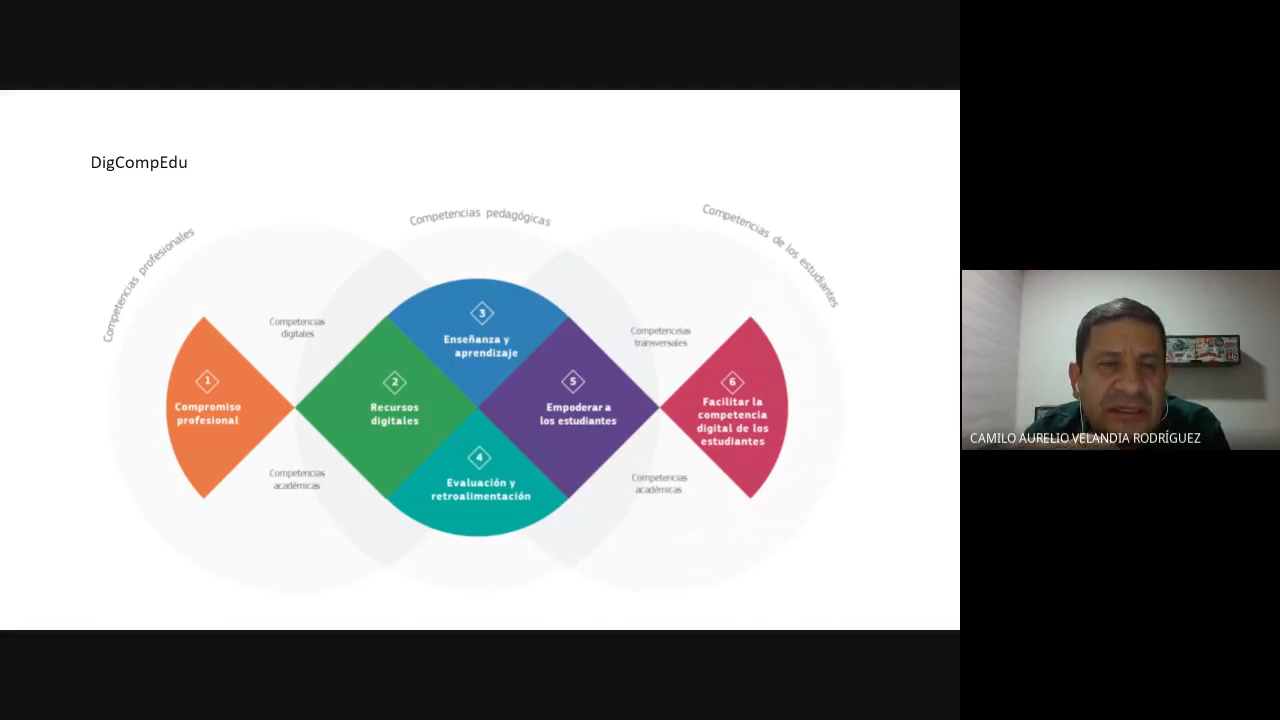 DigCompEdu
Competencias profesionales
Competencias pedagógicas
Competencias de los estudiantes
Competencias
digitales
Competencias
académicas
1
Compromiso
profesional
2
Recursos
digitales
3
Enseñanza y
aprendizaje
4
Evaluación y
retroalimentación
5
Empoderar a
los estudiantes
Competenceias
transversales
Competencias
académicas
6
Facilitar la
competencia
digital de los
estudiantes
CAMILO AURELIO VELANDIA RODRÍGUEZ